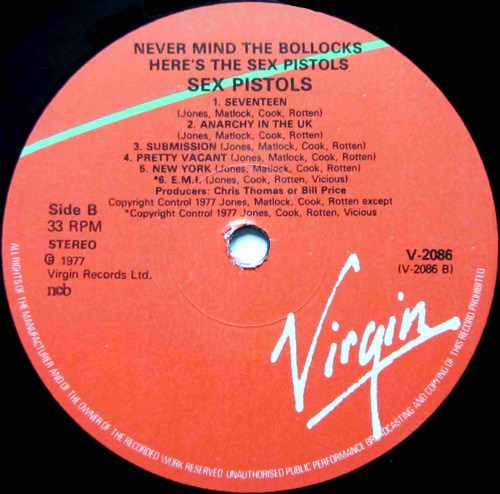 NEVER MIND THE BOLLOCKS
HERE'S THE SEX PISTOLS
SEX PISTOLS
1. SEVENTEEN
(Jones, Matlock, Cook, Rotten)
2. ANARCHY IN THE UK
(Jones, Matlock, Cook, Rotten)
3. SUBMISSION (Jones, Matlock, Cook, Rotten)
4. PRETTY VACANT (Jones, Matlock, Cook, Rotten)
5. NEW YORK (Jones, Matlock, Cook, Rotten)
*6. E.M.I. (Jones, Cook, Rotten, Vicious)
Producers: Chris Thomas or Bill Price
Copyright Control 1977 Jones, Matlock, Cook, Rotten except
*Copyright Control 1977 Jones, Cook, Rotten, Vicious
Side B
33 RPM
STEREO
℗ 1977
Virgin Records Ltd.
ncb
V-2086
(V-2086 B)
Virgin
ALL RIGHTS OF THE MANUFACTURER AND OF THE OWNER OF THE RECORDED WORK RESERVED UNAUTHORISED PUBLIC PERFORMANCE BROADCASTING AND COPYING OF THIS RECORD PROHIBITED